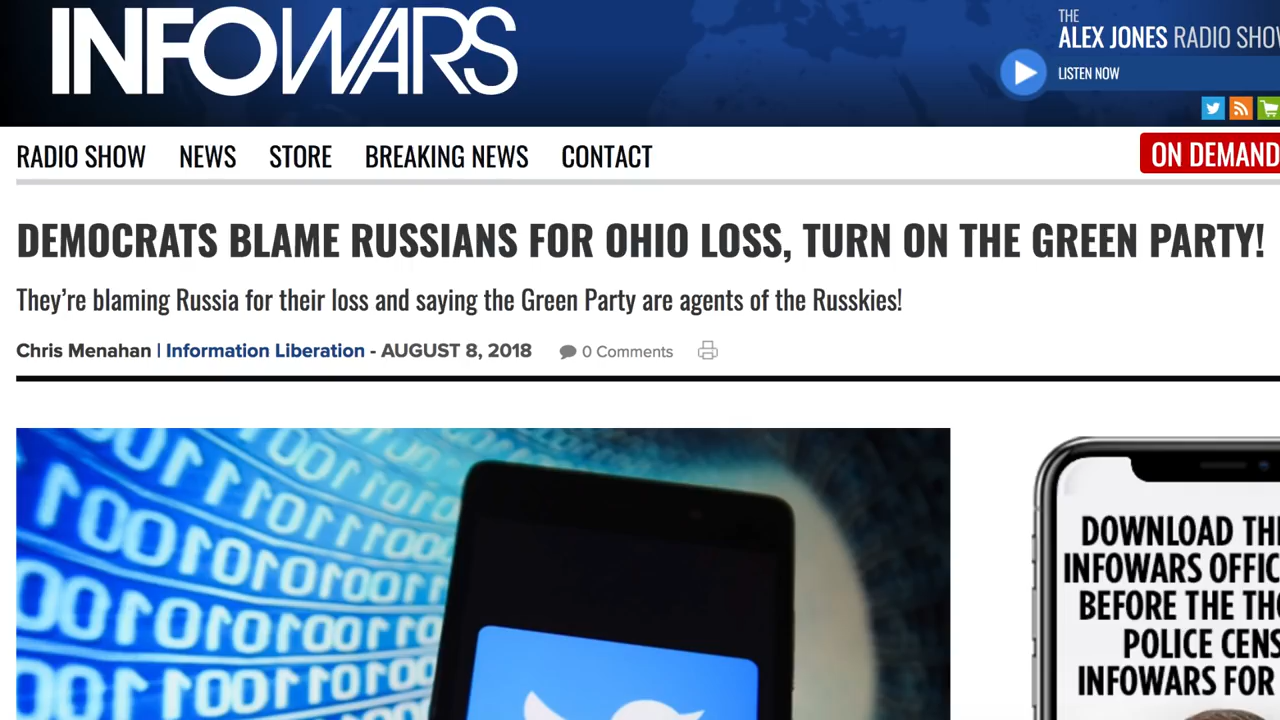 INFOWARS
THE
ALEX JONES RADIO SHOW
LISTEN NOW
RADIO SHOW NEWS STORE BREAKING NEWS CONTACT
ON DEMAND
DEMOCRATS BLAME RUSSIANS FOR OHIO LOSS, TURN ON THE GREEN PARTY!
They’re blaming Russia for their loss and saying the Green Party are agents of the Russkies!
Chris Menahan | Information Liberation - AUGUST 8, 2018 0 Comments
DOWNLOAD
INFOWARS
BEFORE THE
POLICE
INFOWARS FOR